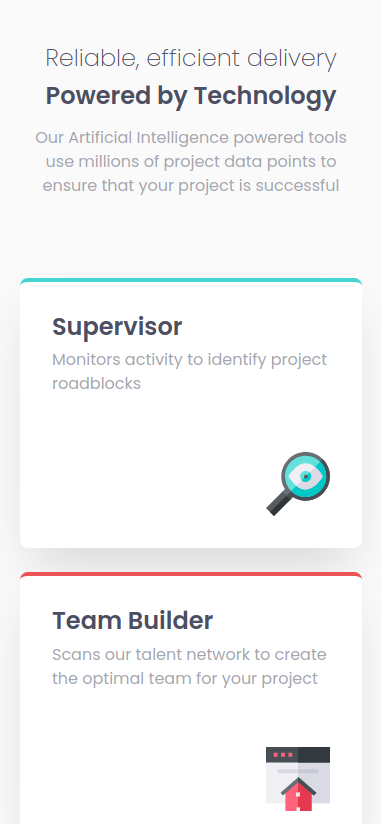 Reliable, efficient delivery
Powered by Technology
Our Artificial Intelligence powered tools
use millions of project data points to
ensure that your project is successful
Supervisor
Monitors activity to identify project
roadblocks
Team Builder
Scans our talent network to create
the optimal team for your project